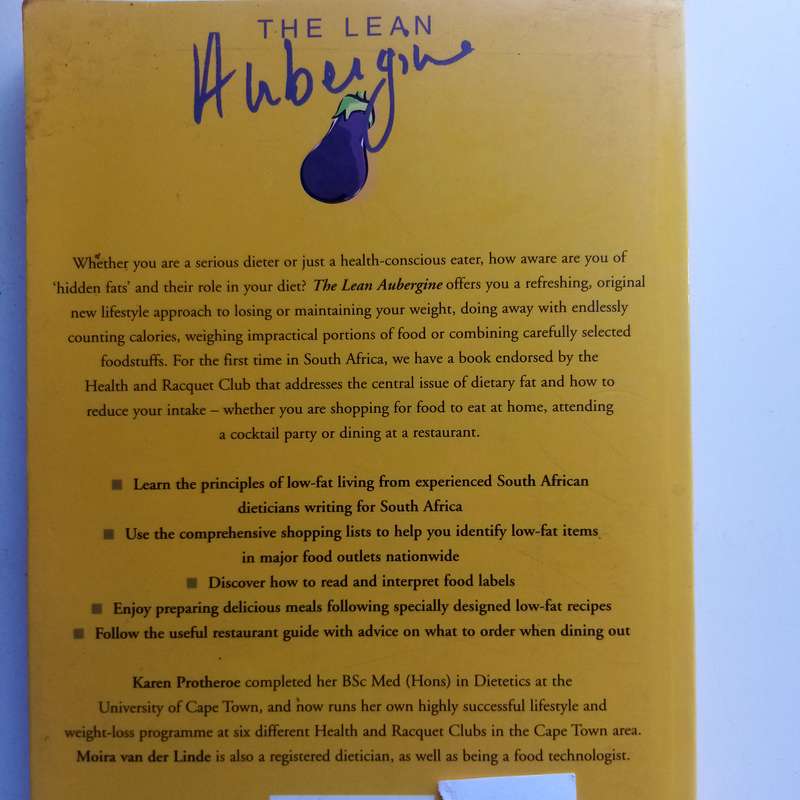 THE LEAN
Aubergine
Whether you are a serious dieter or just a health-conscious eater, how aware are you of
‘hidden fats’ and their role in your diet? The Lean Aubergine offers you a refreshing, original
new lifestyle approach to losing or maintaining your weight, doing away with endlessly
counting calories, weighing impractical portions of food or combining carefully selected
foodstuffs. For the first time in South Africa, we have a book endorsed by the
Health and Racquet Club that addresses the central issue of dietary fat and how to
reduce your intake – whether you are shopping for food to eat at home, attending
a cocktail party or dining at a restaurant.
■ Learn the principles of low-fat living from experienced South African
dieticians writing for South Africa
■ Use the comprehensive shopping lists to help you identify low-fat items
in major food outlets nationwide
■ Discover how to read and interpret food labels
■ Enjoy preparing delicious meals following specially designed low-fat recipes
■ Follow the useful restaurant guide with advice on what to order when dining out
Karen Protheroe completed her BSc Med (Hons) in Dietetics at the
University of Cape Town, and now runs her own highly successful lifestyle and
weight-loss programme at six different Health and Racquet Clubs in the Cape Town area.
Moira van der Linde is also a registered dietician, as well as being a food technologist.